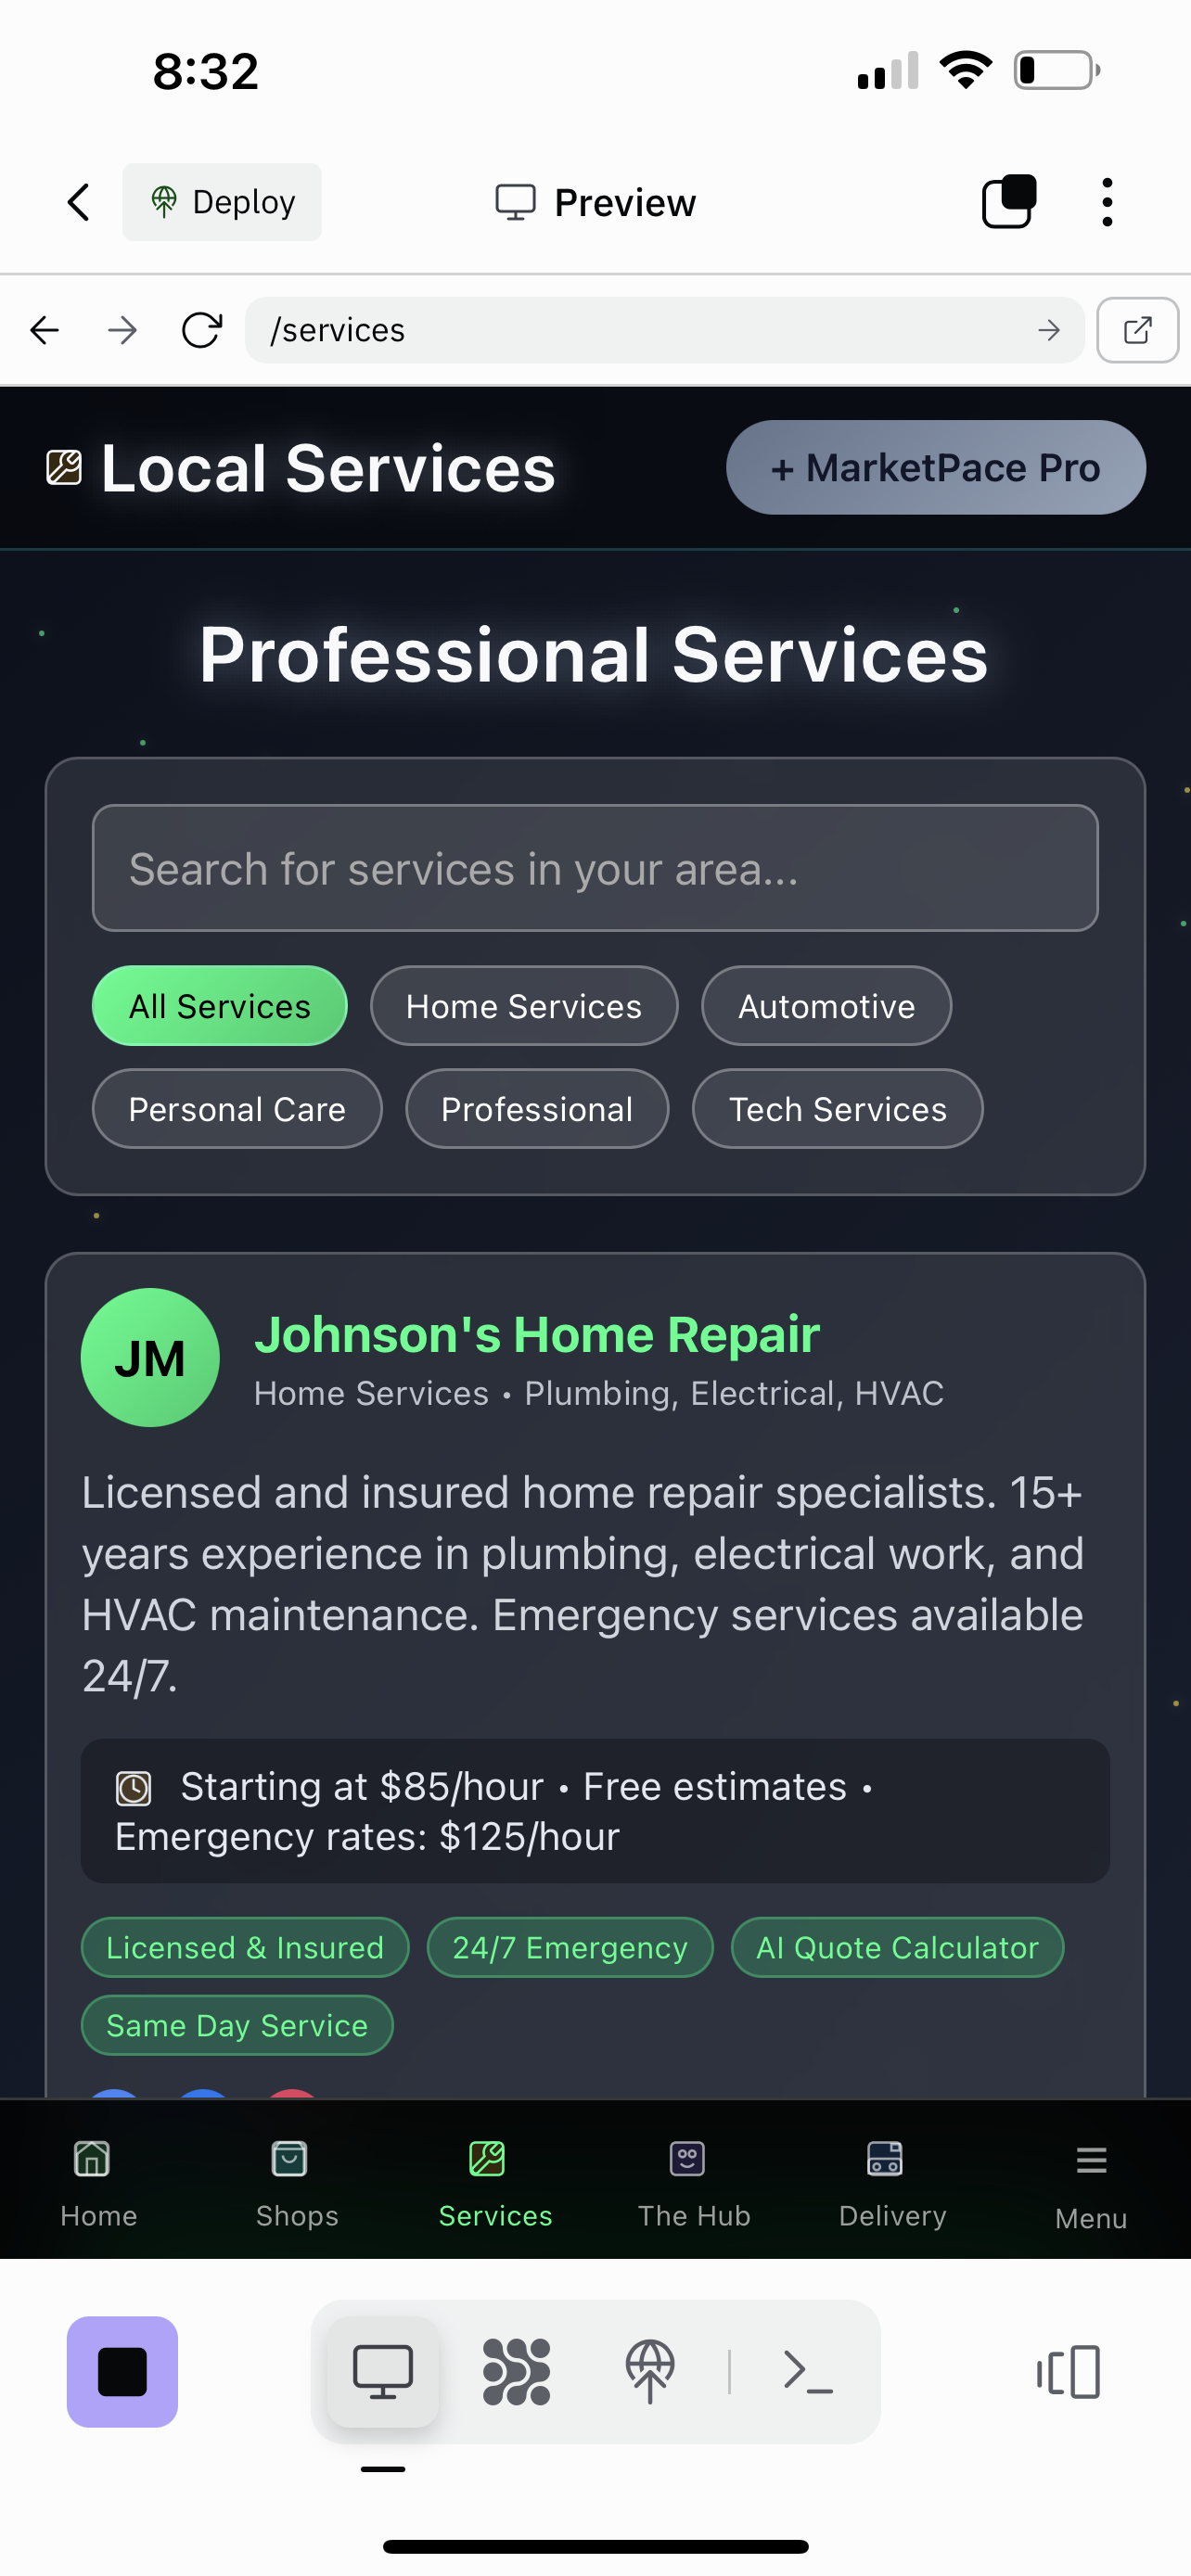 8:32
Deploy
Preview
/services
Local Services
+ MarketPace Pro
Professional Services
Search for services in your area...
All Services
Home Services
Automotive
Personal Care
Professional
Tech Services
JM
Johnson's Home Repair
Home Services • Plumbing, Electrical, HVAC
Licensed and insured home repair specialists. 15+
years experience in plumbing, electrical work, and
HVAC maintenance. Emergency services available
24/7.
Starting at $85/hour • Free estimates •
Emergency rates: $125/hour
Licensed & Insured
24/7 Emergency
AI Quote Calculator
Same Day Service
Home
Shops
Services
The Hub
Delivery
Menu